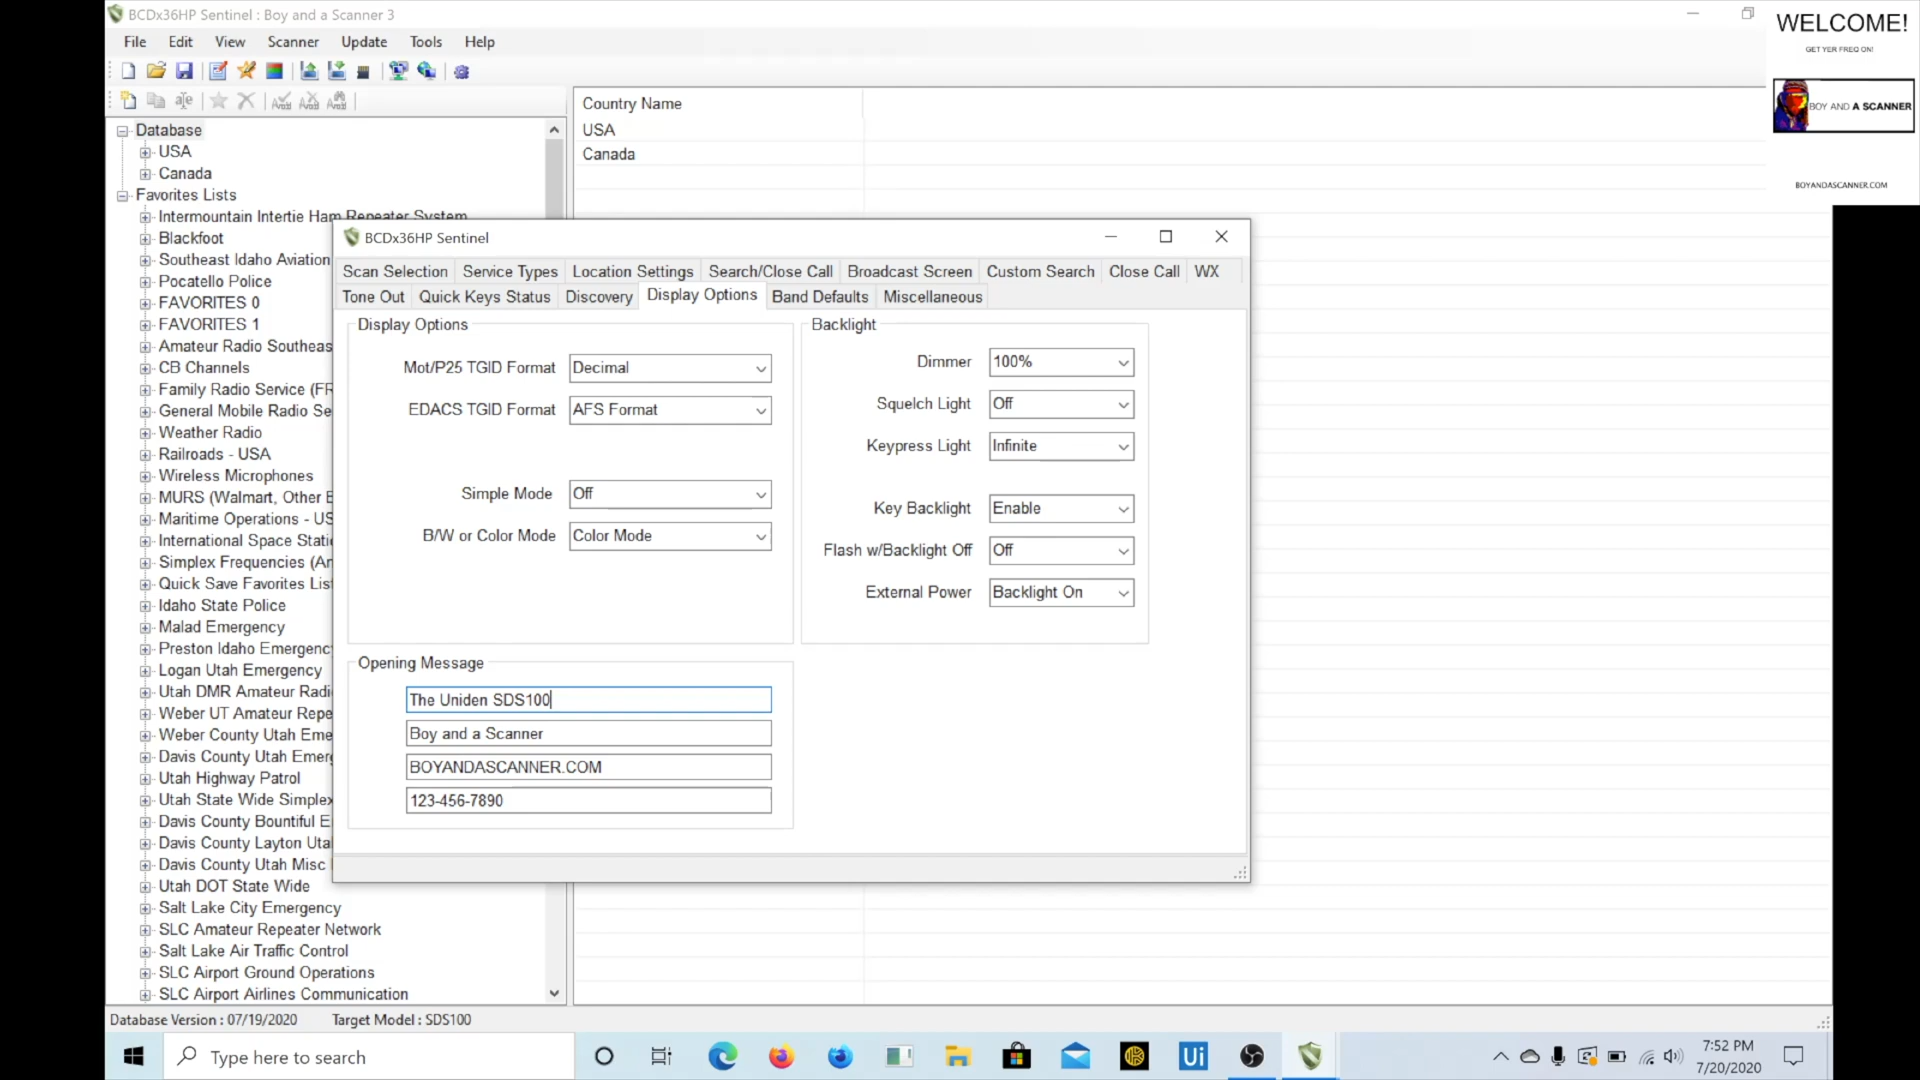 BCDx36HP Sentinel : Boy and a Scanner 3
File Edit View Scanner Update Tools Help
WELCOME!
GET YER FREQ ON!
BOY AND A SCANNER
BOYANDASCANNER.COM
Country Name
USA
Canada
Database
USA
Canada
Favorites Lists
Intermountain Intertie Ham Repeater System
Blackfoot
Southeast Idaho Aviation
Pocatello Police
FAVORITES 0
FAVORITES 1
Amateur Radio Southeas
CB Channels
Family Radio Service (FR
General Mobile Radio Se
Weather Radio
Railroads - USA
Wireless Microphones
MURS (Walmart, Other B
Maritime Operations - US
International Space Static
Simplex Frequencies (Am
Quick Save Favorites List
Idaho State Police
Malad Emergency
Preston Idaho Emergenc
Logan Utah Emergency
Utah DMR Amateur Radi
Weber UT Amateur Repe
Weber County Utah Eme
Davis County Utah Emerg
Utah Highway Patrol
Utah State Wide Simplex
Davis County Bountiful E
Davis County Layton Utal
Davis County Utah Misc
Utah DOT State Wide
Salt Lake City Emergency
SLC Amateur Repeater Network
Salt Lake Air Traffic Control
SLC Airport Ground Operations
SLC Airport Airlines Communication
BCDx36HP Sentinel
Scan Selection Service Types Location Settings Search/Close Call Broadcast Screen Custom Search Close Call WX
Tone Out Quick Keys Status Discovery Display Options Band Defaults Miscellaneous
Display Options
Mot/P25 TGID Format Decimal
EDACS TGID Format AFS Format
Simple Mode Off
B/W or Color Mode Color Mode
Backlight
Dimmer 100%
Squelch Light Off
Keypress Light Infinite
Key Backlight Enable
Flash w/Backlight Off Off
External Power Backlight On
Opening Message
The Uniden SDS100
Boy and a Scanner
BOYANDASCANNER.COM
123-456-7890
Database Version : 07/19/2020 Target Model : SDS100
Type here to search
Ui
7:52 PM
7/20/2020